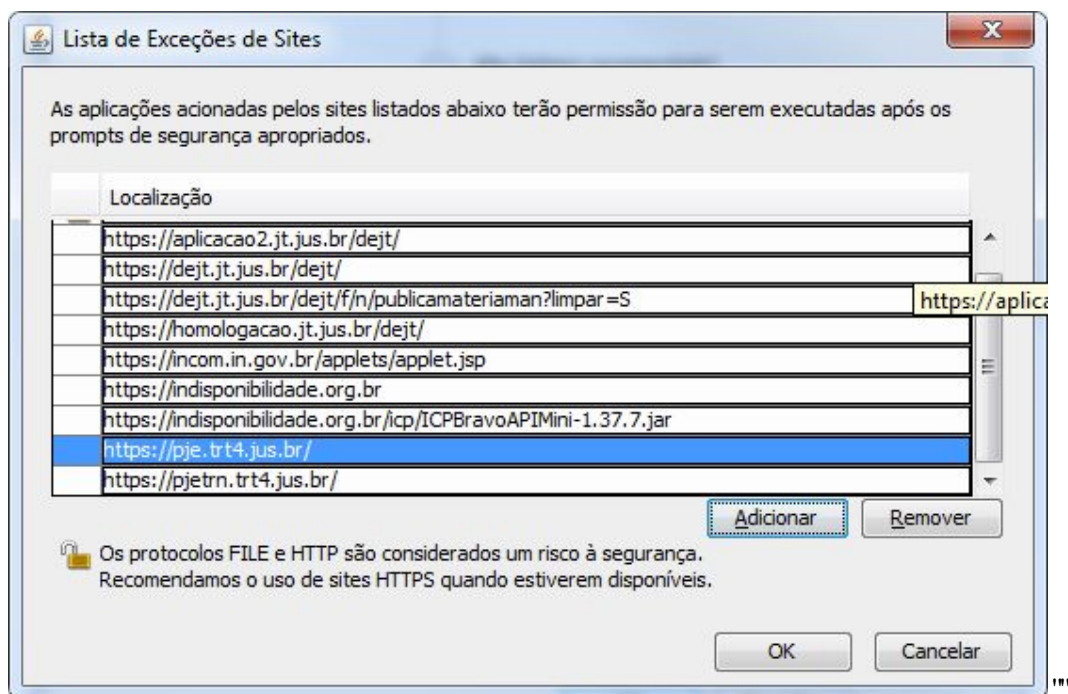 Lista de Exceções de Sites
As aplicações acionadas pelos sites listados abaixo terão permissão para serem executadas após os
prompts de segurança apropriados.
Localização
https://aplicacao2.jt.jus.br/dejt/
https://dejt.jt.jus.br/dejt/
https://dejt.jt.jus.br/dejt/f/n/publicamateriaman?limpar=S
https://aplica
https://homologacao.jt.jus.br/dejt/
https://incom.in.gov.br/applets/applet.jsp
https://indisponibilidade.org.br
https://indisponibilidade.org.br/icp/ICPBravoAPIMini-1.37.7.jar
https://pje.trt4.jus.br/
https://pjetrn.trt4.jus.br/
Adicionar Remover
Os protocolos FILE e HTTP são considerados um risco à segurança.
Recomendamos o uso de sites HTTPS quando estiverem disponíveis.
OK Cancelar